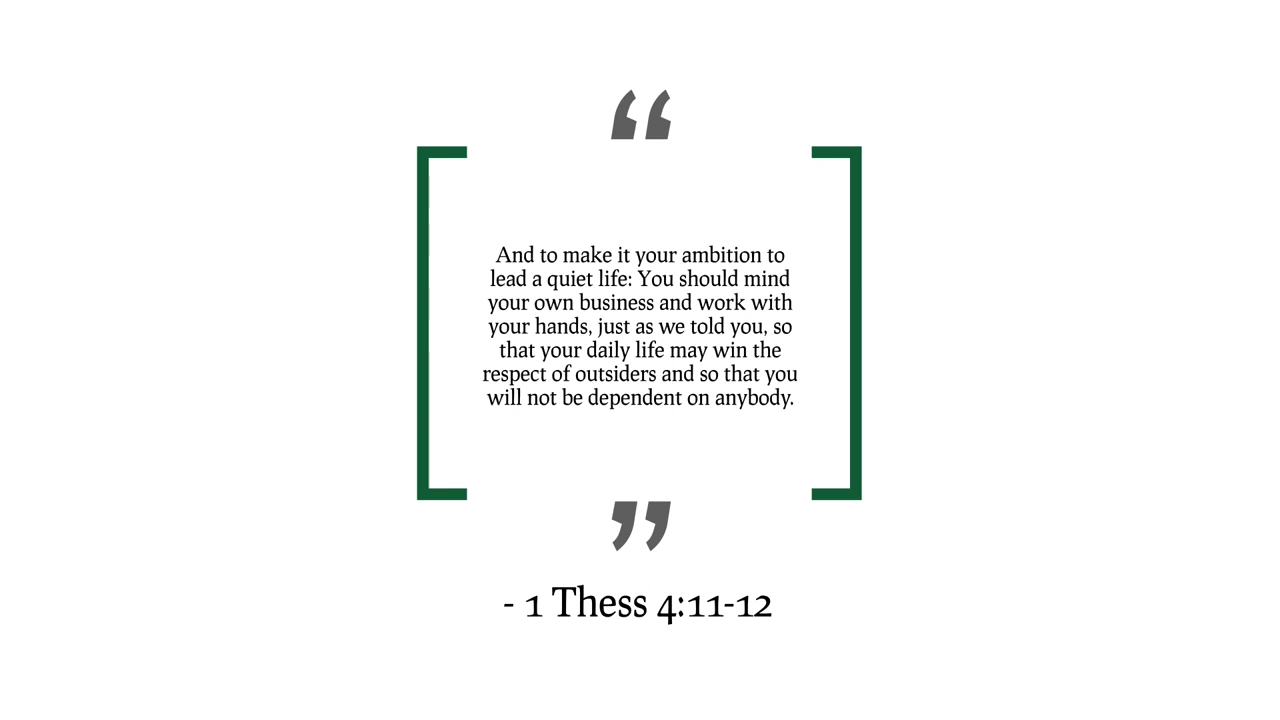 “
And to make it your ambition to
lead a quiet life: You should mind
your own business and work with
your hands, just as we told you, so
that your daily life may win the
respect of outsiders and so that you
will not be dependent on anybody.
”
- 1 Thess 4:11-12